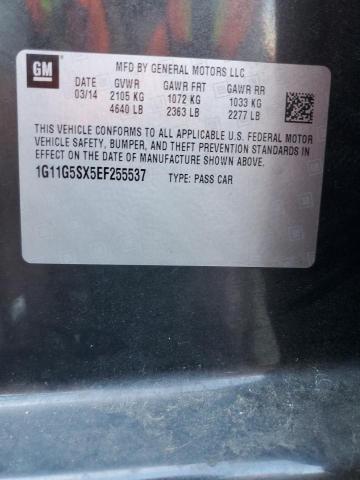 GM
MFD BY GENERAL MOTORS LLC
DATE GVWR GAWR FRT GAWR RR
03/14 2105 KG 1072 KG 1033 KG
4640 LB 2363 LB 2277 LB
THIS VEHICLE CONFORMS TO ALL APPLICABLE U.S. FEDERAL MOTOR
VEHICLE SAFETY, BUMPER, AND THEFT PREVENTION STANDARDS IN
EFFECT ON THE DATE OF MANUFACTURE SHOWN ABOVE.
1G11G5SX5EF255537 TYPE: PASS CAR